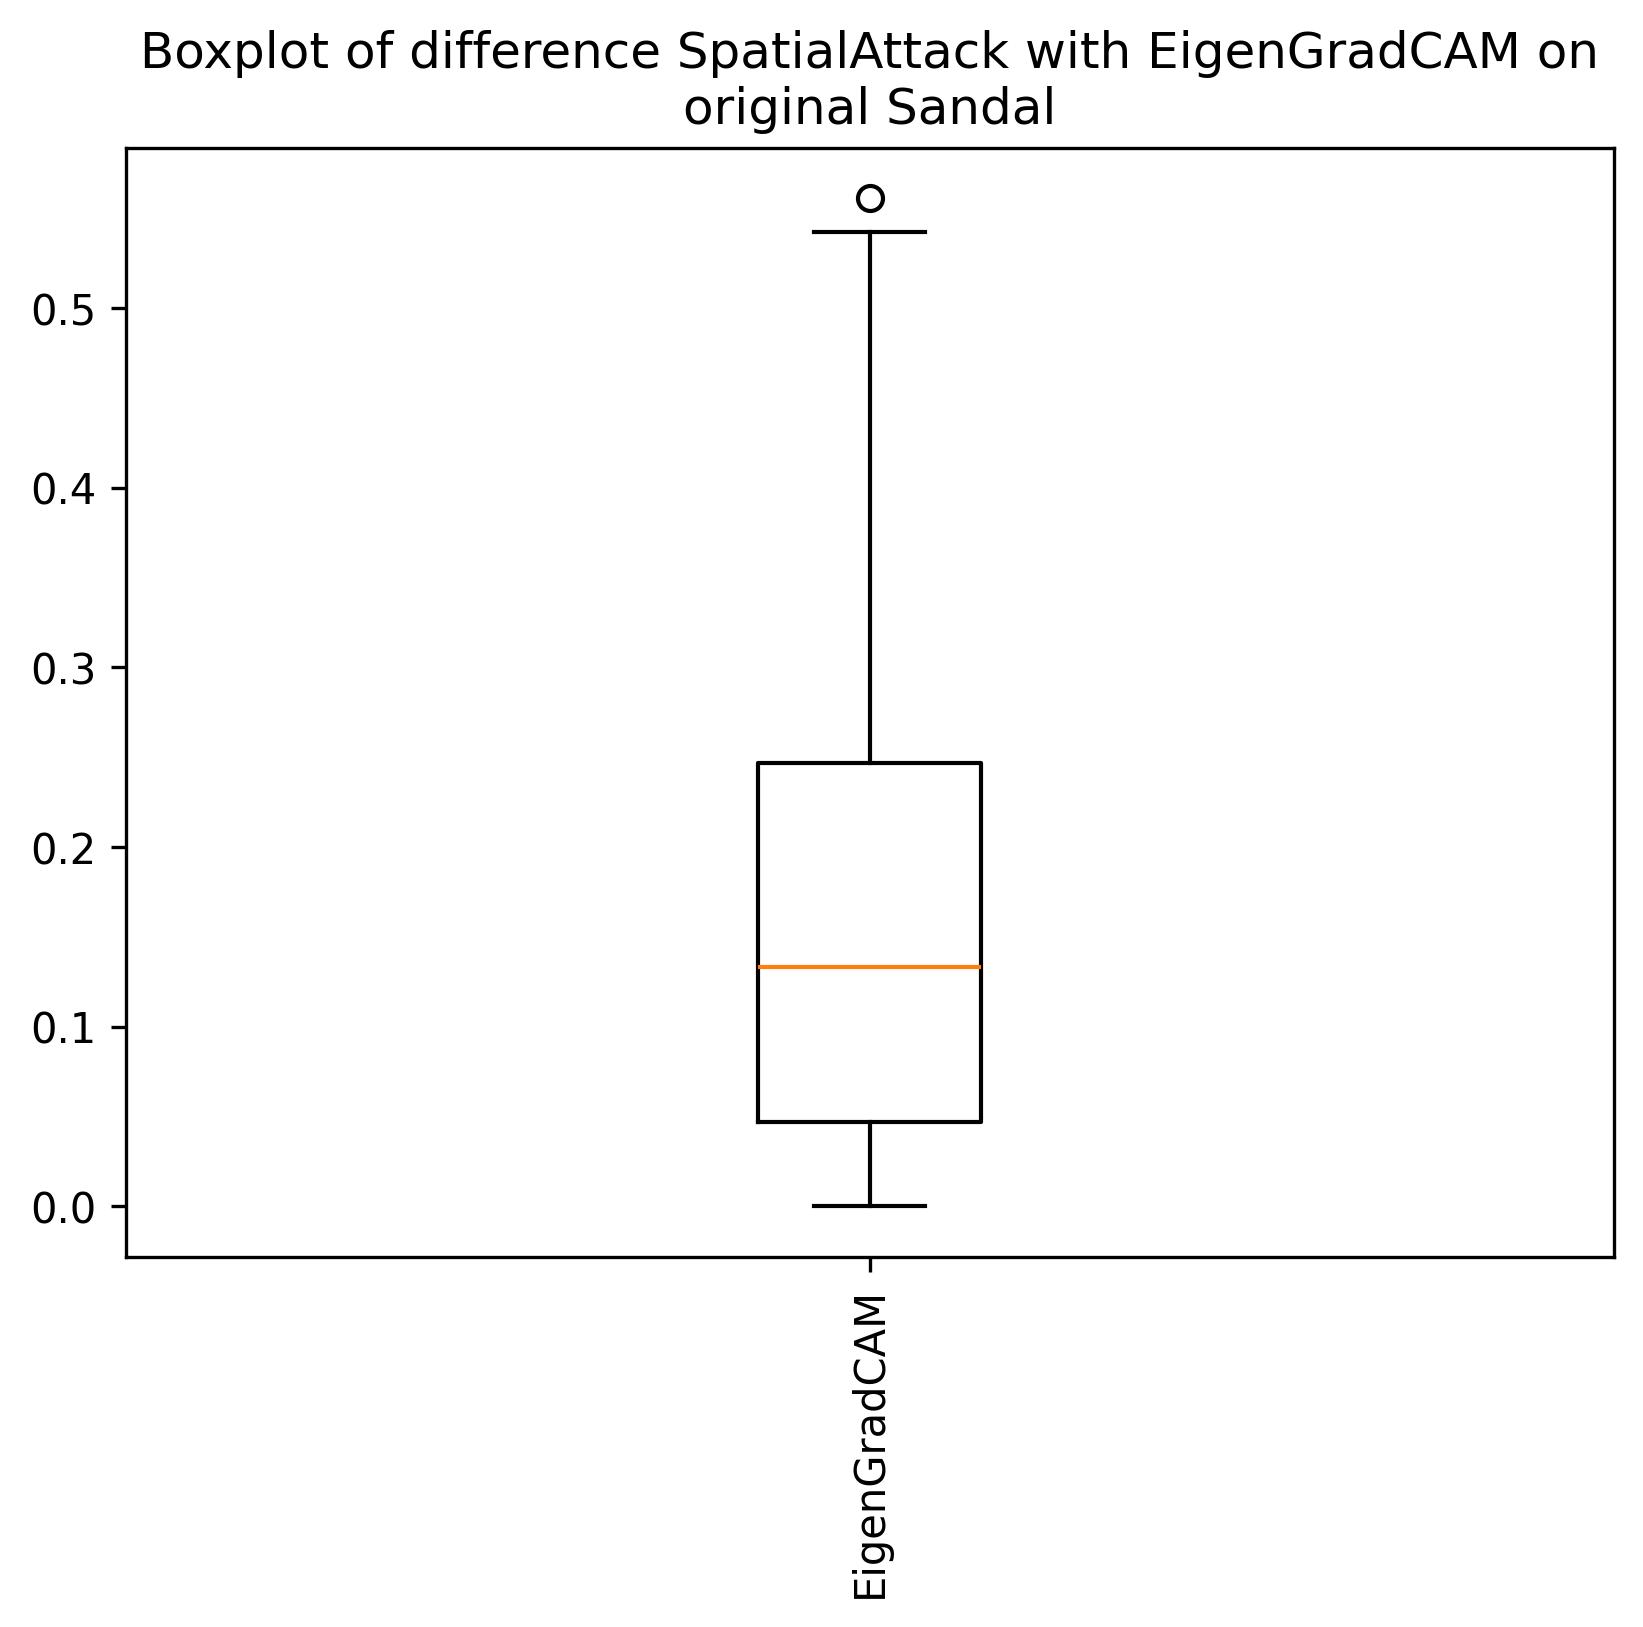 Boxplot of difference SpatialAttack with EigenGradCAM on
original Sandal
0.5
0.4
0.3
0.2
0.1
0.0
EigenGradCAM